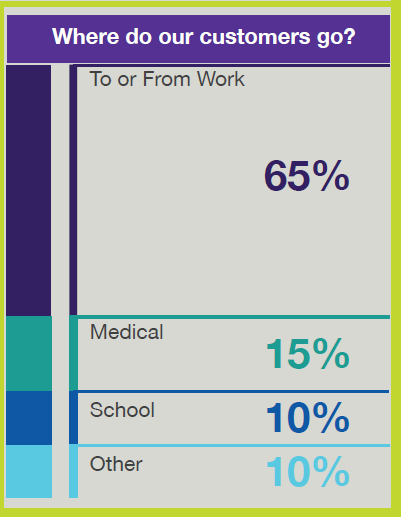 Where do our customers go?
To or From Work
65%
Medical
15%
School
10%
Other
10%